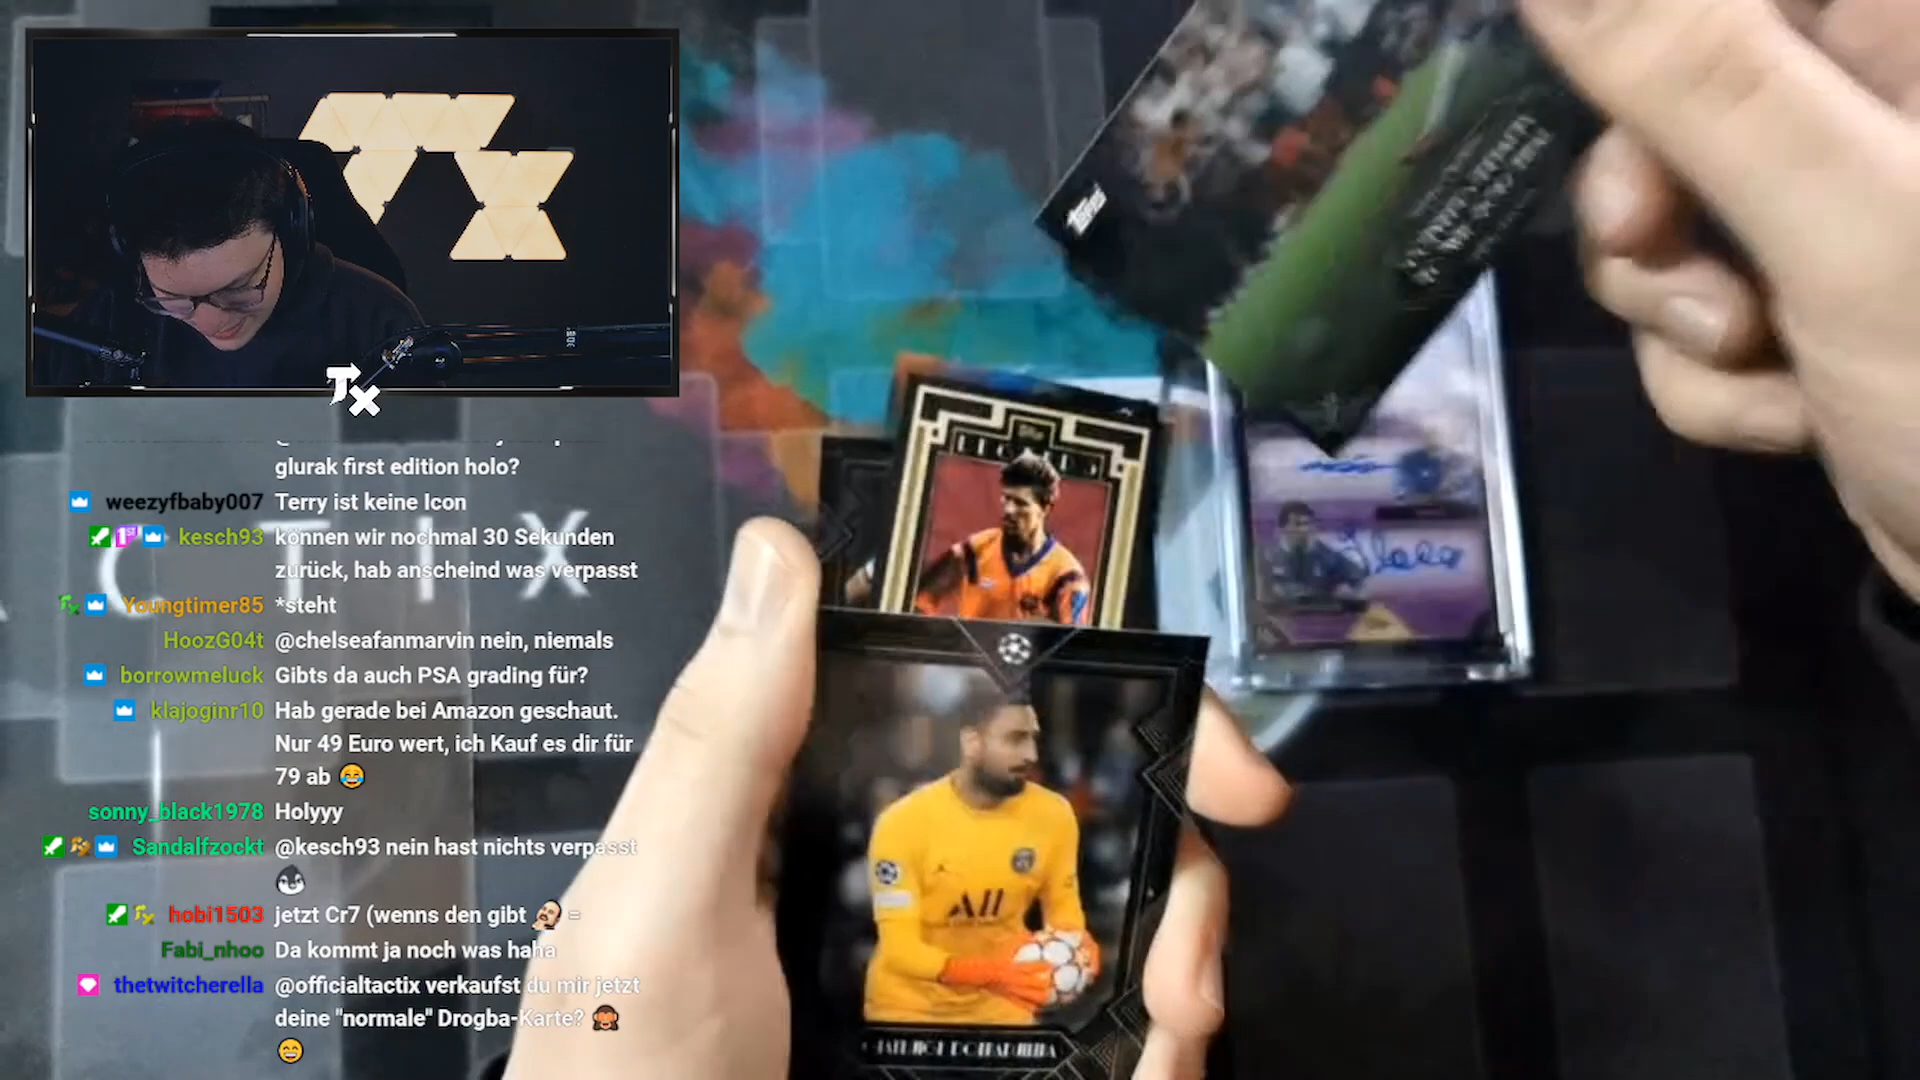 glurak first edition holo?
weezyfbaby007 Terry ist keine Icon
kesch93 können wir nochmal 30 Sekunden
zurück, hab anscheind was verpasst
Youngtimer85 *steht
HoozG04t @chelseafanmarvin nein, niemals
borrowmeluck Gibts da auch PSA grading für?
klajoginr10 Hab gerade bei Amazon geschaut.
Nur 49 Euro wert, ich Kauf es dir für
79 ab 😂
sonny_black1978 Holyyy
Sandalfzockt @kesch93 nein hast nichts verpasst
🐧
hobi1503 jetzt Cr7 (wenns den gibt =
Fabi_nhoo Da kommt ja noch was haha
thetwitcherella @officialtactix verkaufst du mir jetzt
deine "normale" Drogba-Karte? 🙈
😄
topps
LEGENDS
ALL